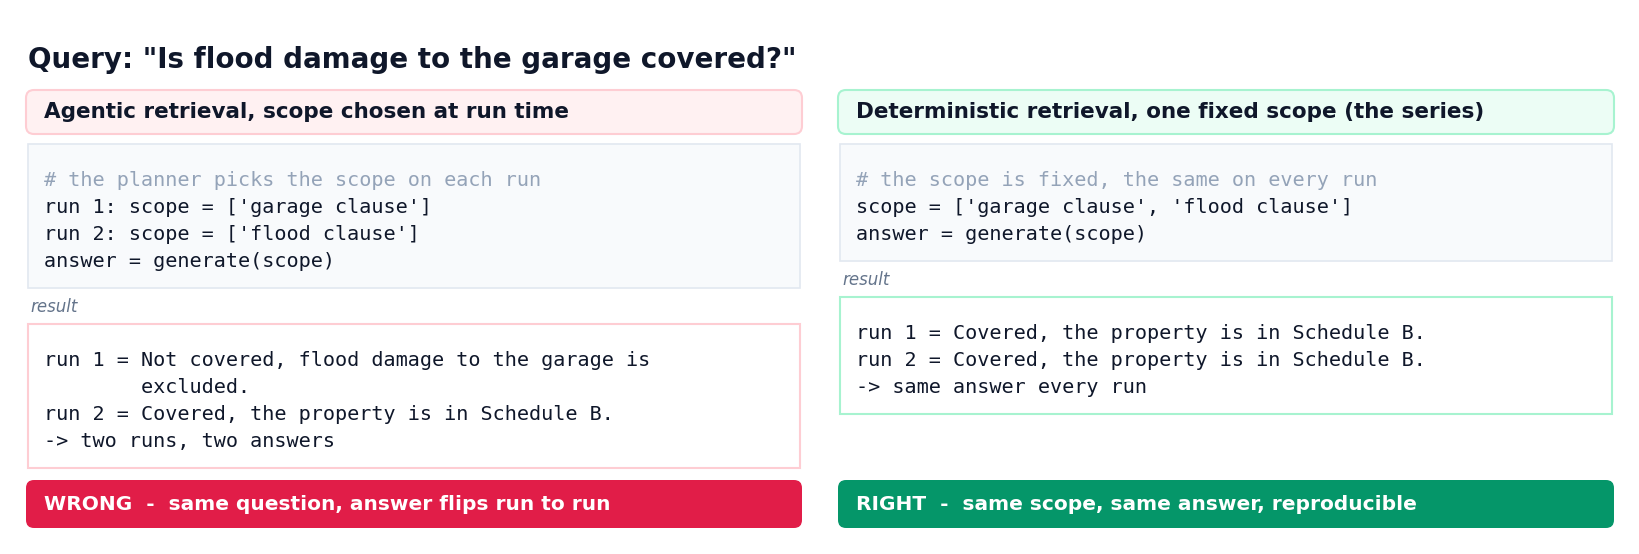 Query: "Is flood damage to the garage covered?"
Agentic retrieval, scope chosen at run time
# the planner picks the scope on each run
run 1: scope = ['garage clause']
run 2: scope = ['flood clause']
answer = generate(scope)
result
run 1 = Not covered, flood damage to the garage is
excluded.
run 2 = Covered, the property is in Schedule B.
-> two runs, two answers
WRONG - same question, answer flips run to run
Deterministic retrieval, one fixed scope (the series)
# the scope is fixed, the same on every run
scope = ['garage clause', 'flood clause']
answer = generate(scope)
result
run 1 = Covered, the property is in Schedule B.
run 2 = Covered, the property is in Schedule B.
-> same answer every run
RIGHT - same scope, same answer, reproducible